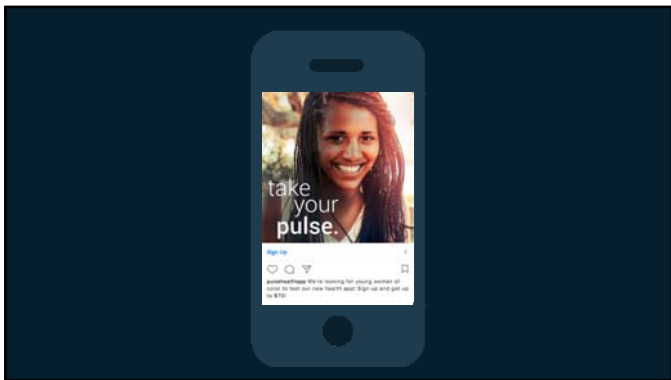 take
your
pulse.
Sign Up
pulsehealthapp We're looking for young women of
color to test our new health app! Sign up and get up
to $70!